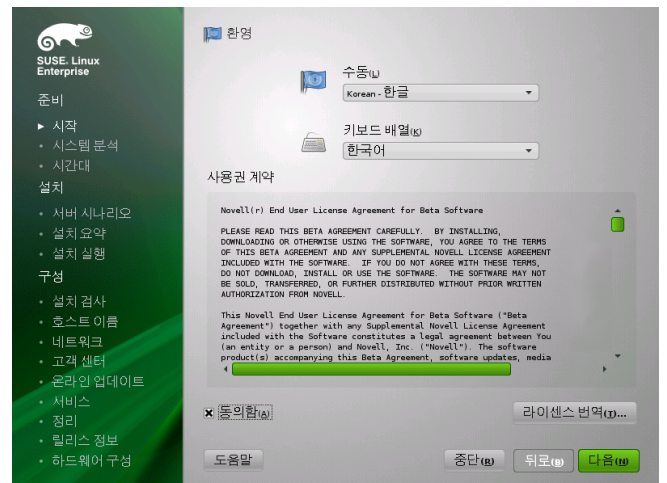 SUSE. Linux
Enterprise
준비
시작
시스템 분석
시간대
설치
서버 시나리오
설치 요약
설치 실행
구성
설치 검사
호스트 이름
네트워크
고객 센터
온라인 업데이트
서비스
정리
릴리스 정보
하드웨어 구성
환영
수동(L)
Korean - 한글
키보드 배열(K)
한국어
사용권 계약
Novell(r) End User License Agreement for Beta Software
PLEASE READ THIS BETA AGREEMENT CAREFULLY. BY INSTALLING,
DOWNLOADING OR OTHERWISE USING THE SOFTWARE, YOU AGREE TO THE TERMS
OF THIS BETA AGREEMENT AND ANY SUPPLEMENTAL NOVELL LICENSE AGREEMENT
INCLUDED WITH THE SOFTWARE. IF YOU DO NOT AGREE WITH THESE TERMS,
DO NOT DOWNLOAD, INSTALL OR USE THE SOFTWARE. THE SOFTWARE MAY NOT
BE SOLD, TRANSFERRED, OR FURTHER DISTRIBUTED WITHOUT PRIOR WRITTEN
AUTHORIZATION FROM NOVELL.
This Novell End User License Agreement for Beta Software ("Beta
Agreement") together with any Supplemental Novell License Agreement
included with the Software constitutes a legal agreement between You
(an entity or a person) and Novell, Inc. ("Novell"). The software
product(s) accompanying this Beta Agreement, software updates, media
동의함(A)
라이센스 번역(T)...
도움말
중단(R)
뒤로(B)
다음(N)